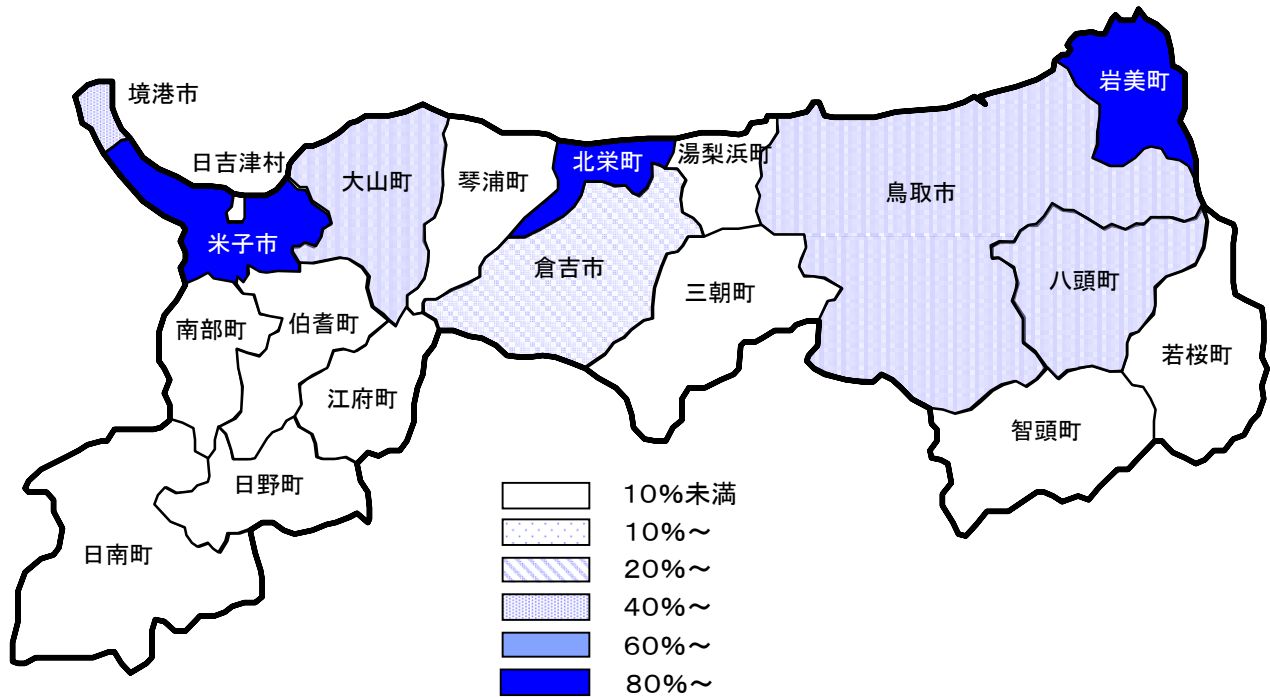 境港市
岩美町
日吉津村
大山町
琴浦町
北栄町
湯梨浜町
鳥取市
米子市
倉吉市
三朝町
八頭町
南部町
伯耆町
若桜町
江府町
智頭町
日野町
日南町
10%未満
10%～
20%～
40%～
60%～
80%～